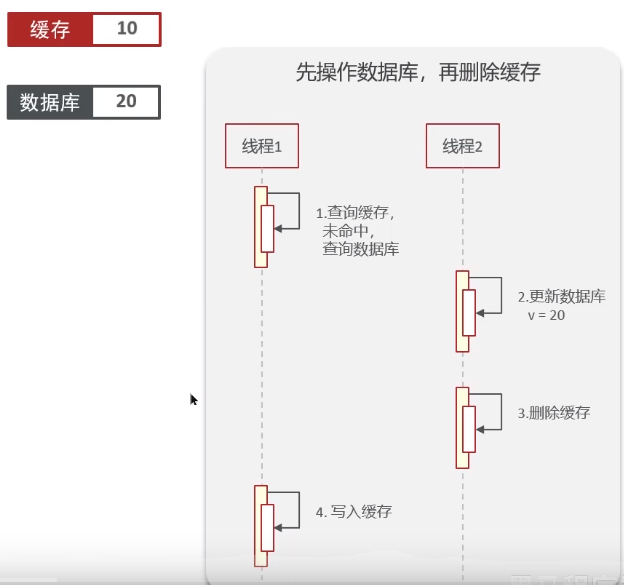 缓存 10
数据库 20
先操作数据库，再删除缓存
线程1
线程2
1.查询缓存，
未命中，
查询数据库
2.更新数据库
v = 20
3.删除缓存
4. 写入缓存